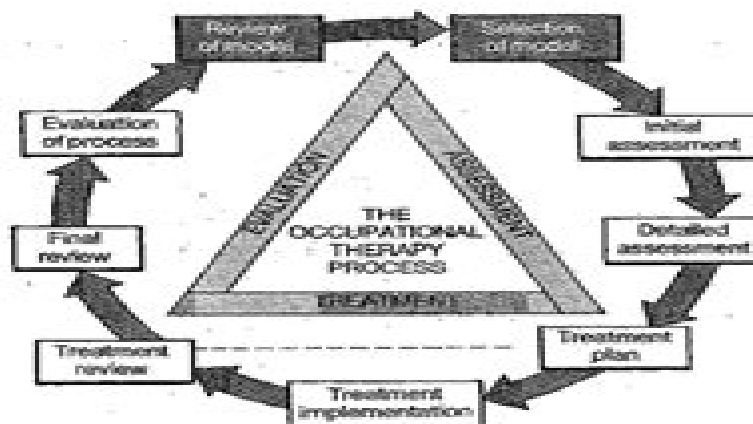 Review
of model
Selection
of model
Initial
assessment
Detailed
assessment
Treatment
plan
Treatment
implementation
Treatment
review
Final
review
Evaluation
of process
EVALUATION
ASSESSMENT
TREATMENT
THE
OCCUPATIONAL
THERAPY
PROCESS